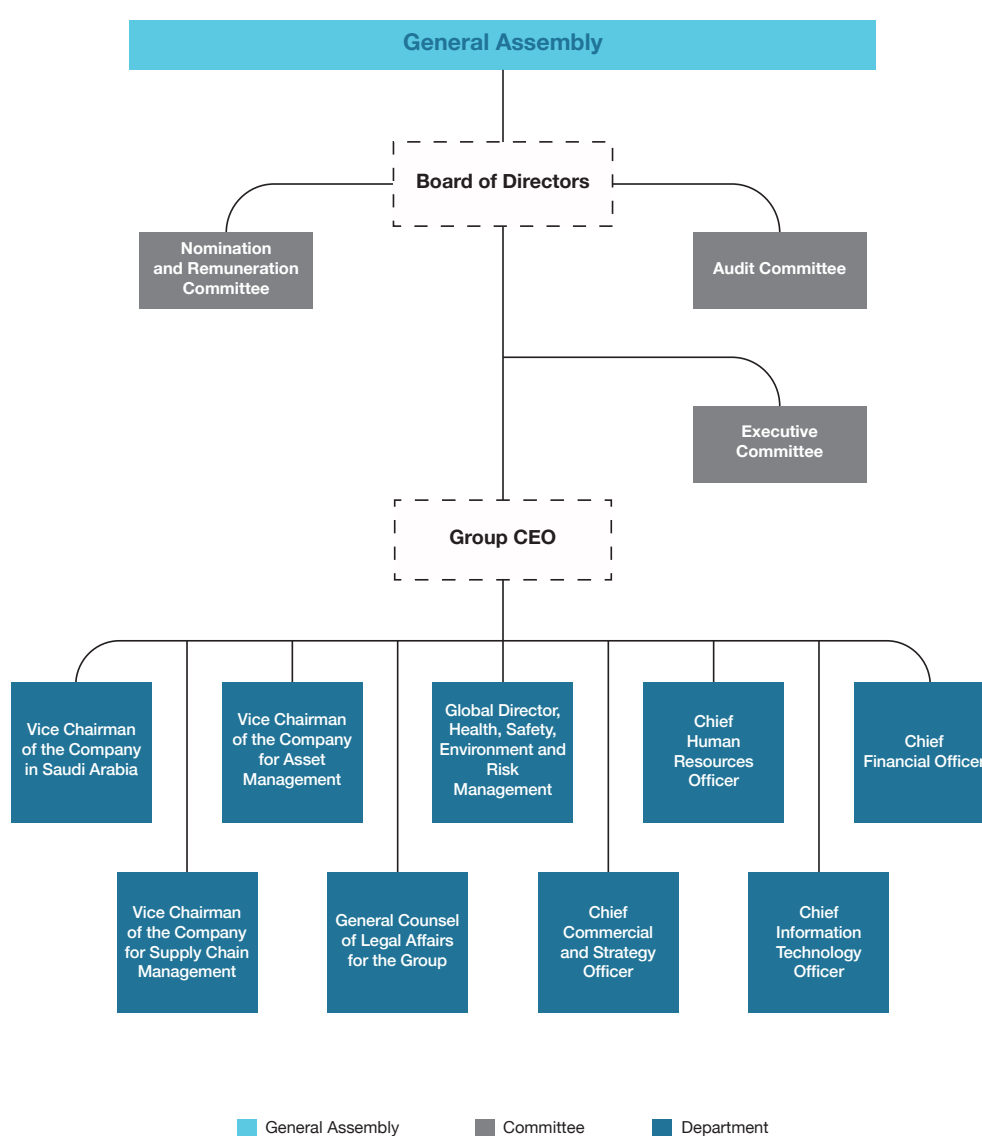 General Assembly
Board of Directors
Nomination
and Remuneration
Committee
Audit Committee
Executive
Committee
Group CEO
Vice Chairman
of the Company
in Saudi Arabia
Vice Chairman
of the Company
for Asset
Management
Global Director,
Health, Safety,
Environment and
Risk
Management
Chief
Human
Resources
Officer
Chief
Financial Officer
Vice Chairman
of the Company
for Supply Chain
Management
General Counsel
of Legal Affairs
for the Group
Chief
Commercial
and Strategy
Officer
Chief
Information
Technology
Officer
General Assembly
Committee
Department